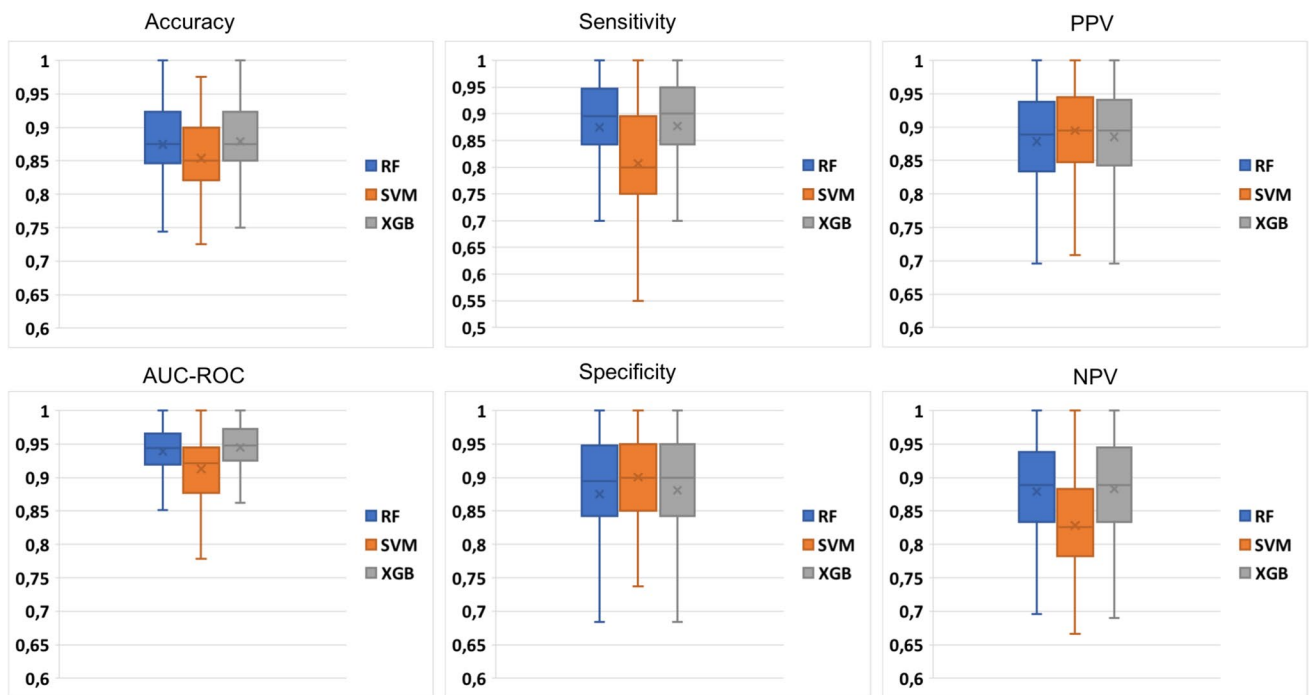 Accuracy
1
0,95
0,9
0,85
0,8
0,75
0,7
0,65
0,6
RF
SVM
XGB
Sensitivity
1
0,95
0,9
0,85
0,8
0,75
0,7
0,65
0,6
0,55
0,5
RF
SVM
XGB
PPV
1
0,95
0,9
0,85
0,8
0,75
0,7
0,65
0,6
RF
SVM
XGB
AUC-ROC
1
0,95
0,9
0,85
0,8
0,75
0,7
0,65
0,6
RF
SVM
XGB
Specificity
1
0,95
0,9
0,85
0,8
0,75
0,7
0,65
0,6
RF
SVM
XGB
NPV
1
0,95
0,9
0,85
0,8
0,75
0,7
0,65
0,6
RF
SVM
XGB